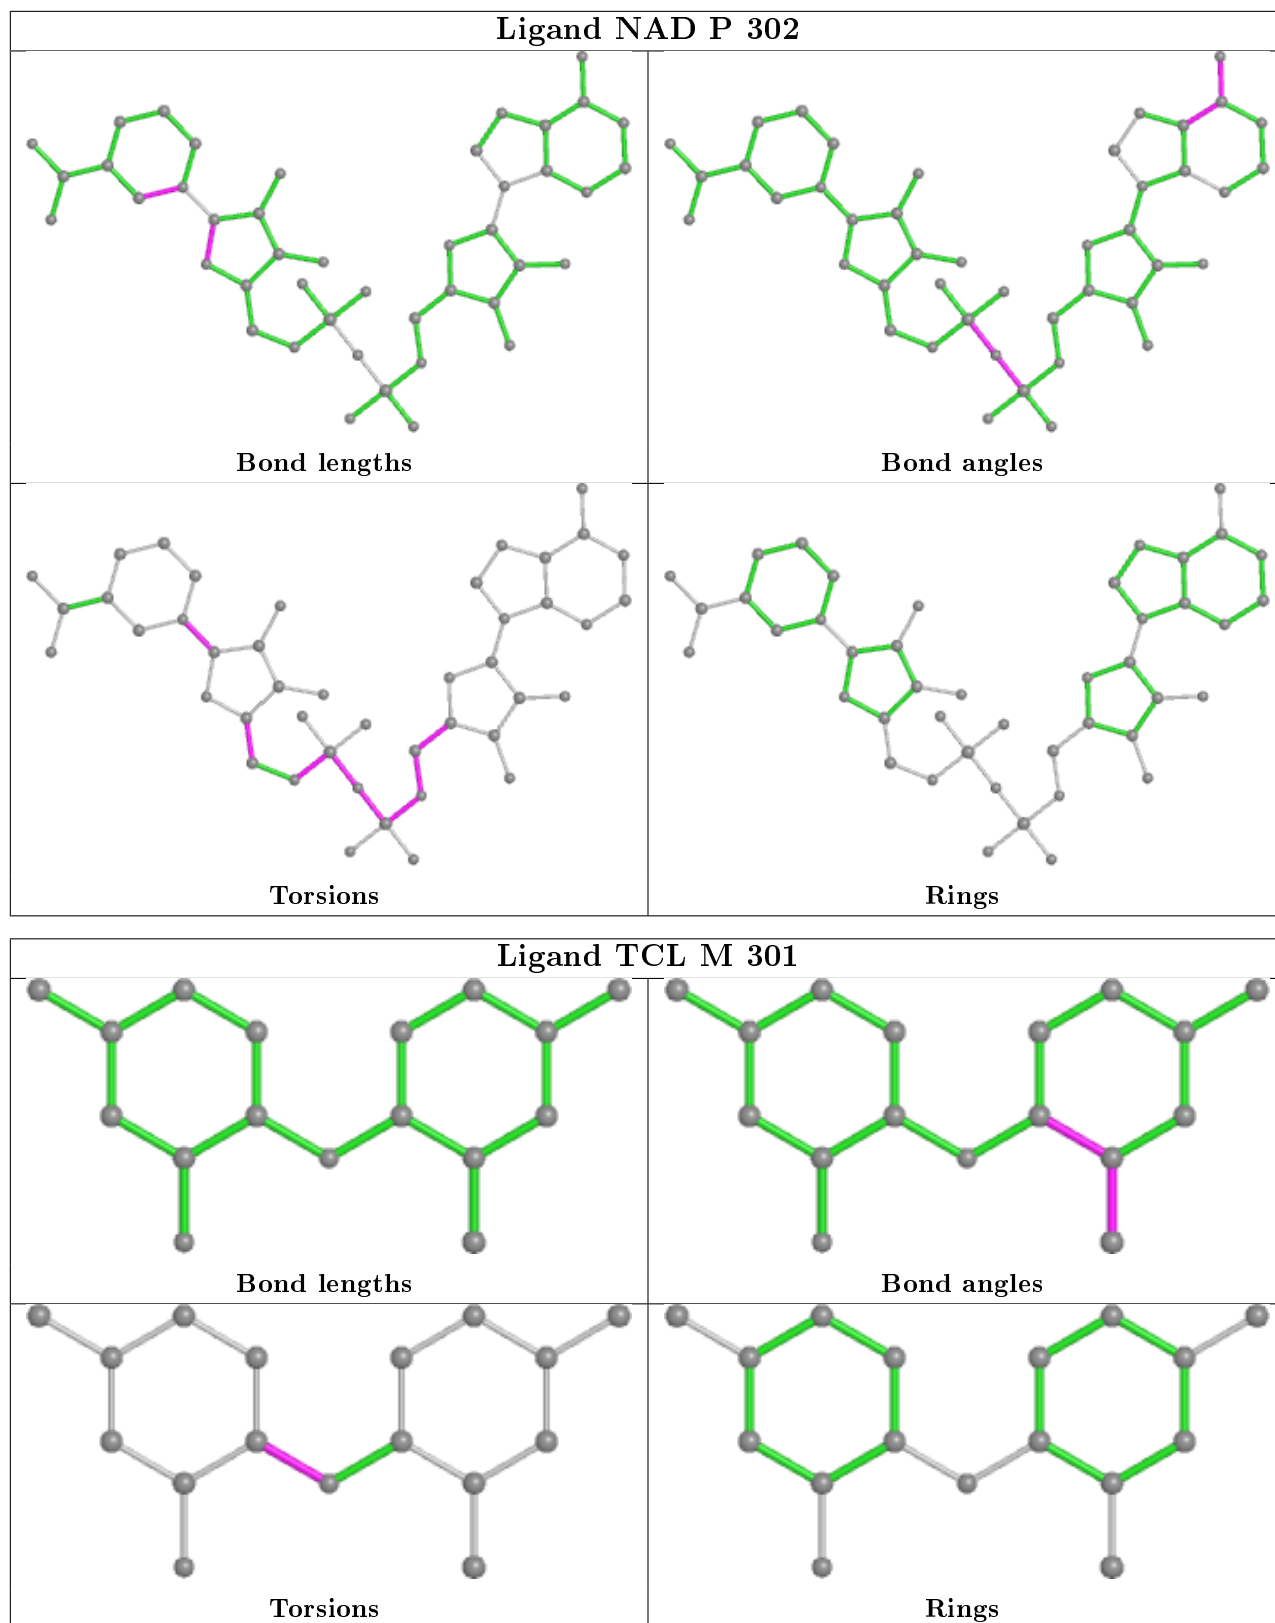 Ligand NAD P 302
Bond lengths
Bond angles
Torsions
Rings
Ligand TCL M 301
Bond lengths
Bond angles
Torsions
Rings